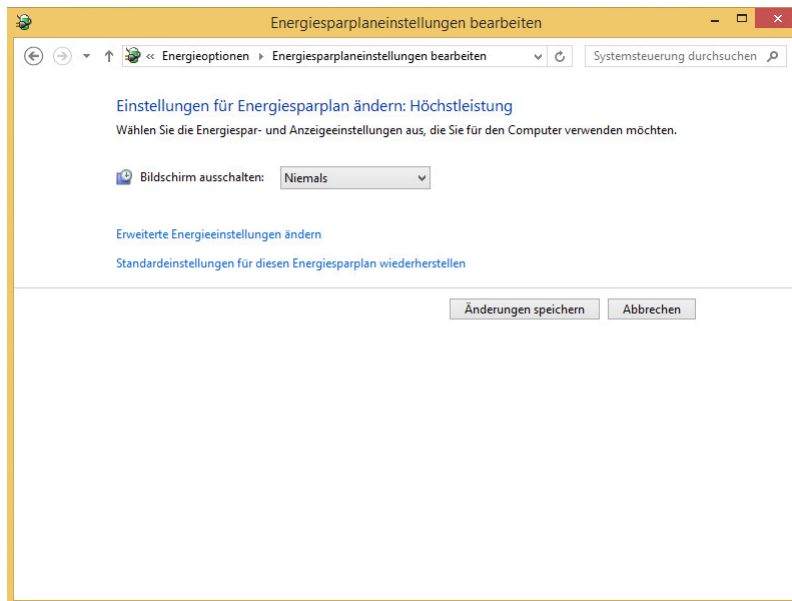 Energiesparplaneinstellungen bearbeiten
« Energieoptionen Energiesparplaneinstellungen bearbeiten Systemsteuerung durchsuchen
Einstellungen für Energiesparplan ändern: Höchstleistung
Wählen Sie die Energiespar- und Anzeigeeinstellungen aus, die Sie für den Computer verwenden möchten.
Bildschirm ausschalten: Niemals
Erweiterte Energieeinstellungen ändern
Standardeinstellungen für diesen Energiesparplan wiederherstellen
Änderungen speichern Abbrechen